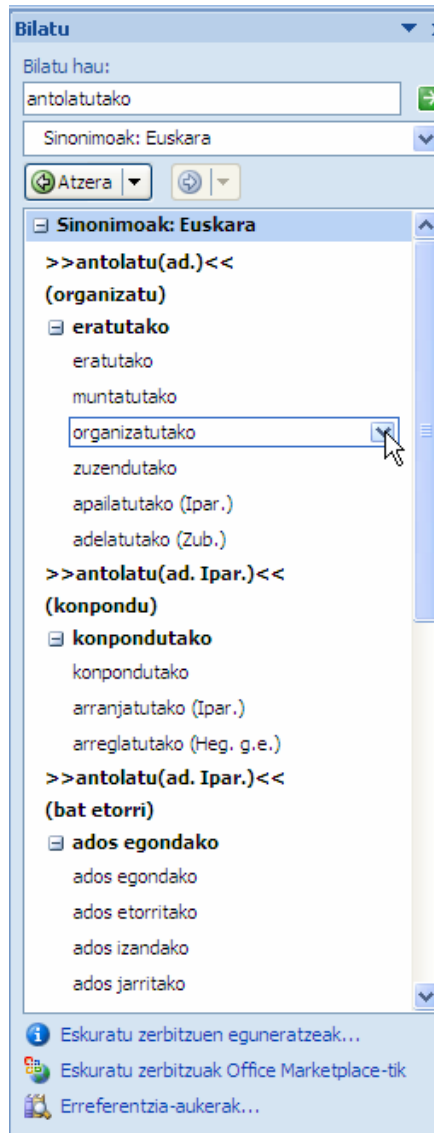 Bilatu
Bilatu hau:
antolatutako
Sinonimoak: Euskara
Atzera
Sinonimoak: Euskara
>>antolatu(ad.)<<
(organizatu)
eratutako
eratutako
muntatutako
organizatutako
zuzendutako
apailatutako (Ipar.)
adelatutako (Zub.)
>>antolatu(ad. Ipar.)<<
(konpondu)
konpondutako
konpondutako
arranjatutako (Ipar.)
arreglatutako (Heg. g.e.)
>>antolatu(ad. Ipar.)<<
(bat etorri)
ados egondako
ados egondako
ados etorritako
ados izandako
ados jarritako
Eskuratu zerbitzuen eguneratzeak...
Eskuratu zerbitzuak Office Marketplace-tik
Erreferentzia-aukerak...